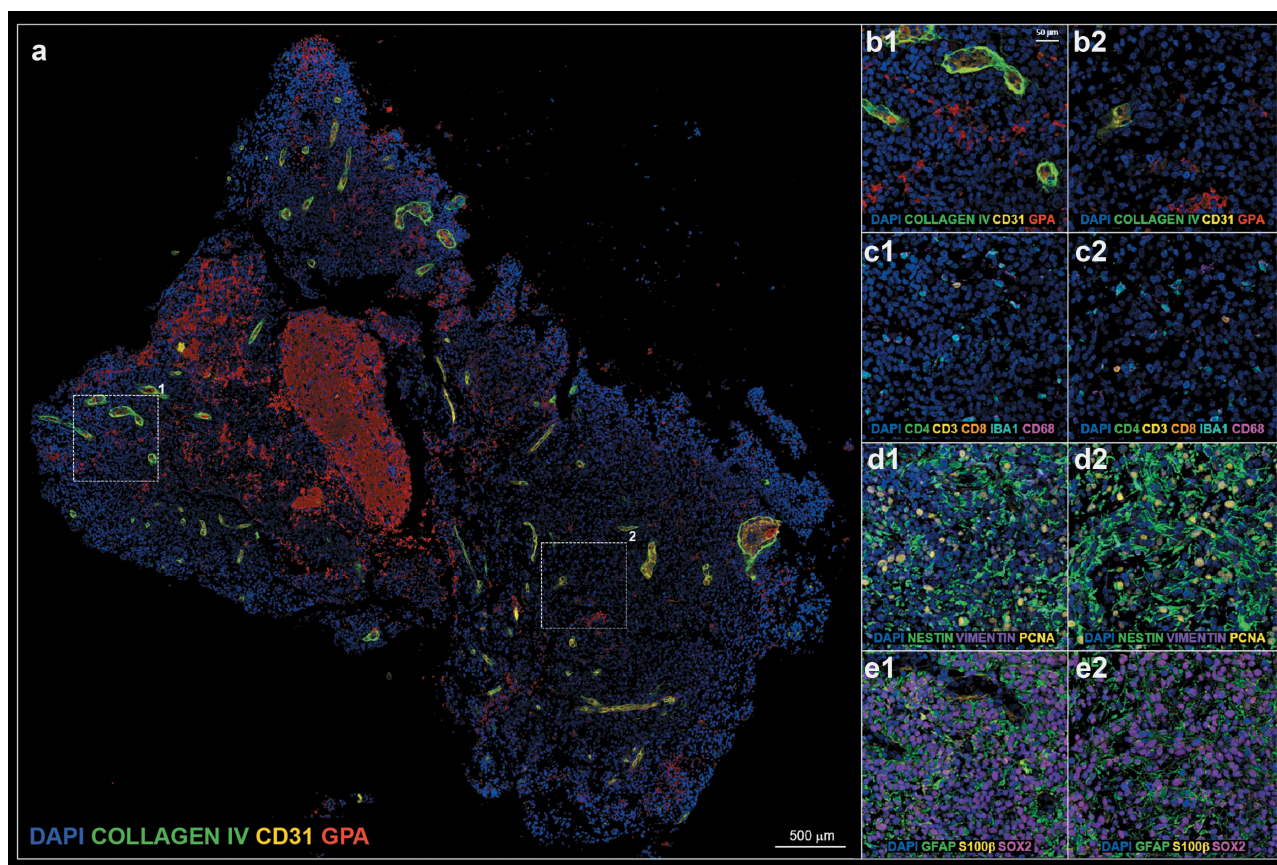 a
1
2
DAPI COLLAGEN IV CD31 GPA
500 µm
b1
50 µm
DAPI COLLAGEN IV CD31 GPA
b2
DAPI COLLAGEN IV CD31 GPA
c1
DAPI CD4 CD3 CD8 IBA1 CD68
c2
DAPI CD4 CD3 CD8 IBA1 CD68
d1
DAPI NESTIN VIMENTIN PCNA
d2
DAPI NESTIN VIMENTIN PCNA
e1
DAPI GFAP S100β SOX2
e2
DAPI GFAP S100β SOX2